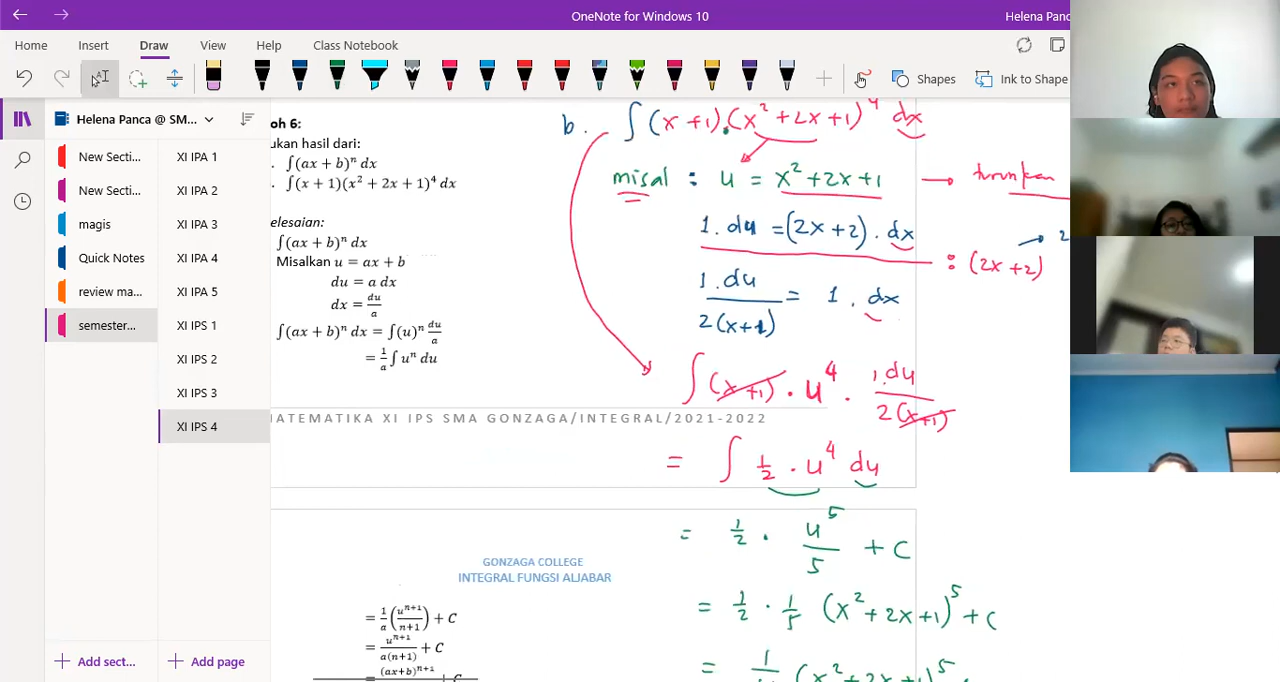 OneNote for Windows 10
Helena Panca
Home Insert Draw View Help Class Notebook
Shapes Ink to Shape
Helena Panca @ SM...
New Secti...
New Secti...
magis
Quick Notes
review ma...
semester...
XI IPA 1
XI IPA 2
XI IPA 3
XI IPA 4
XI IPA 5
XI IPS 1
XI IPS 2
XI IPS 3
XI IPS 4
Add sect... Add page
oh 6:
ukan hasil dari:
. ∫(ax + b)ⁿ dx
. ∫(x + 1)(x² + 2x + 1)⁴ dx
elesaian:
∫(ax + b)ⁿ dx
Misalkan u = ax + b
du = a dx
dx = du/a
∫(ax + b)ⁿ dx = ∫(u)ⁿ du/a
= 1/a ∫ uⁿ du
ATEMATIKA XI IPS SMA GONZAGA/INTEGRAL/2021-2022
GONZAGA COLLEGE
INTEGRAL FUNGSI ALJABAR
= 1/a (uⁿ⁺¹/n+1) + C
= uⁿ⁺¹/a(n+1) + C
= (ax+b)ⁿ⁺¹ + C
b. ∫ (x + 1).(x² + 2x + 1)⁴ dx
misal : u = x² + 2x + 1 → turunkan
1. du = (2x + 2). dx
: (2x + 2)
1. du / 2(x+1) = 1. dx
∫ (x+1) . u⁴ . 1.du / 2(x+1)
= ∫ 1/2 . u⁴ du
= 1/2 . u⁵/5 + C
= 1/2 . 1/5 (x² + 2x + 1)⁵ + C
(x² + 2x + 1)⁵